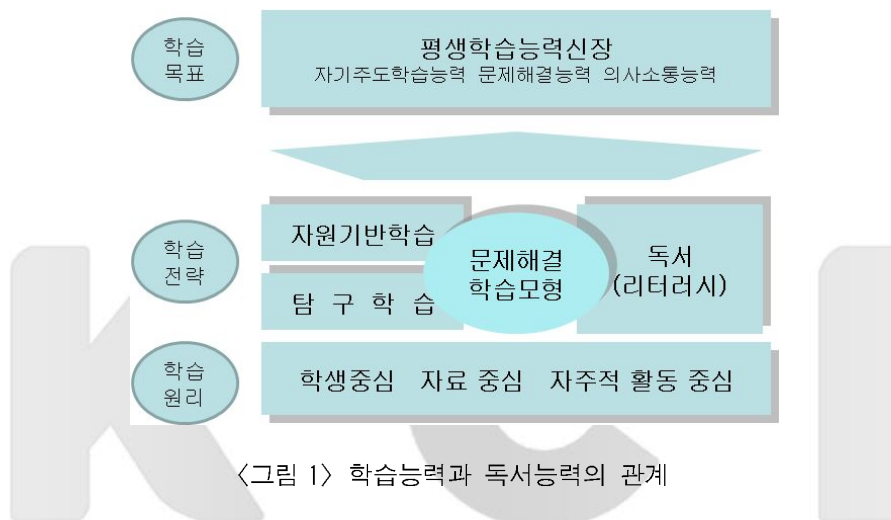 학습
목표
평생학습능력신장
자기주도학습능력 문제해결능력 의사소통능력
학습
전략
자원기반학습
탐 구 학 습
문제해결
학습모형
독서
(리터러시)
학습
원리
학생중심 자료 중심 자주적 활동 중심
<그림 1> 학습능력과 독서능력의 관계